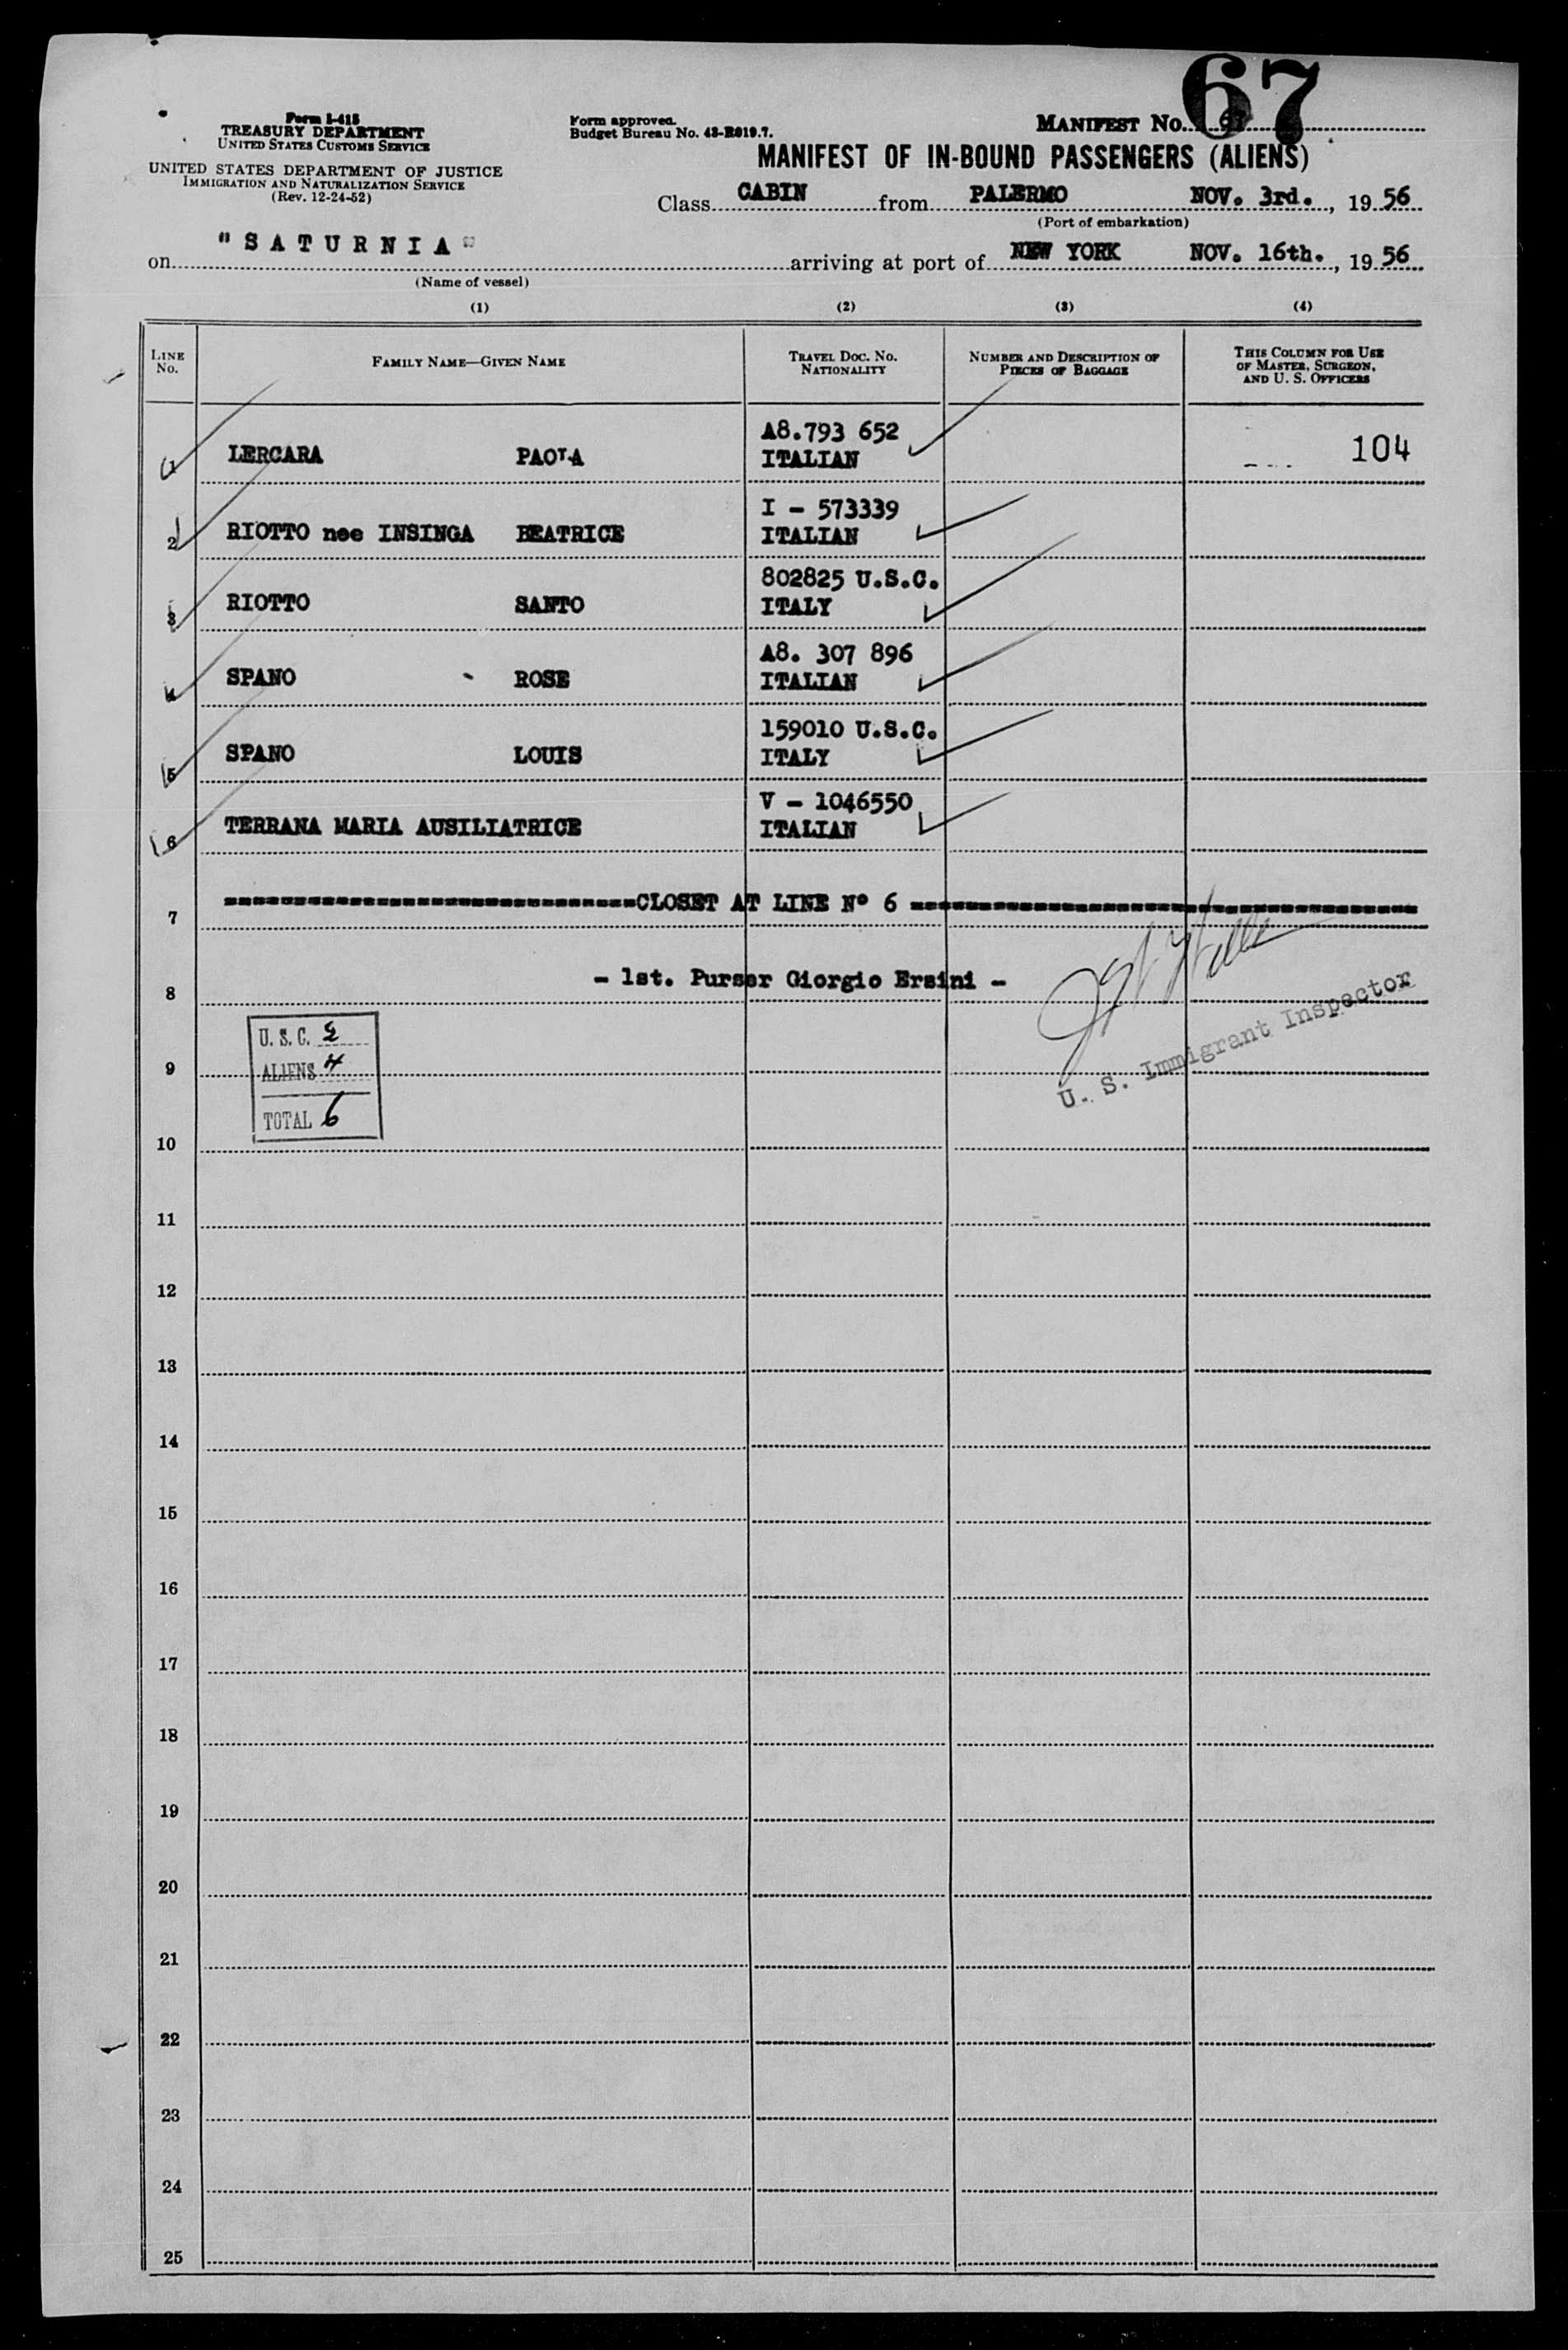 67
Form I-418
TREASURY DEPARTMENT
UNITED STATES CUSTOMS SERVICE
UNITED STATES DEPARTMENT OF JUSTICE
IMMIGRATION AND NATURALIZATION SERVICE
(Rev. 12-24-52)
Form approved.
Budget Bureau No. 43-R019.7.
MANIFEST NO.
MANIFEST OF IN-BOUND PASSENGERS (ALIENS)
Class CABIN from PALERMO NOV. 3rd. , 19 56
(Port of embarkation)
on "SATURNIA" arriving at port of NEW YORK NOV. 16th. , 19 56
(Name of vessel)
(1) (2) (3) (4)
LINE No. FAMILY NAME—GIVEN NAME TRAVEL DOC. NO. NATIONALITY NUMBER AND DESCRIPTION OF PIECES OF BAGGAGE THIS COLUMN FOR USE OF MASTER, SURGEON, AND U. S. OFFICERS
A8.793 652
1 LERCARA PAOLA ITALIAN 104
I - 573339
2 RIOTTO nee INSINGA BEATRICE ITALIAN
802825 U.S.C.
3 RIOTTO SANTO ITALY
A8. 307 896
4 SPANO - ROSE ITALIAN
159010 U.S.C.
5 SPANO LOUIS ITALY
V - 1046550
6 TERRANA MARIA AUSILIATRICE ITALIAN
7 CLOSET AT LINE Nº 6
8 - 1st. Purser Giorgio Ersini -
U. S. Immigrant Inspector
U. S. C. 2
9 ALIENS 4
TOTAL 6
10
11
12
13
14
15
16
17
18
19
20
21
22
23
24
25